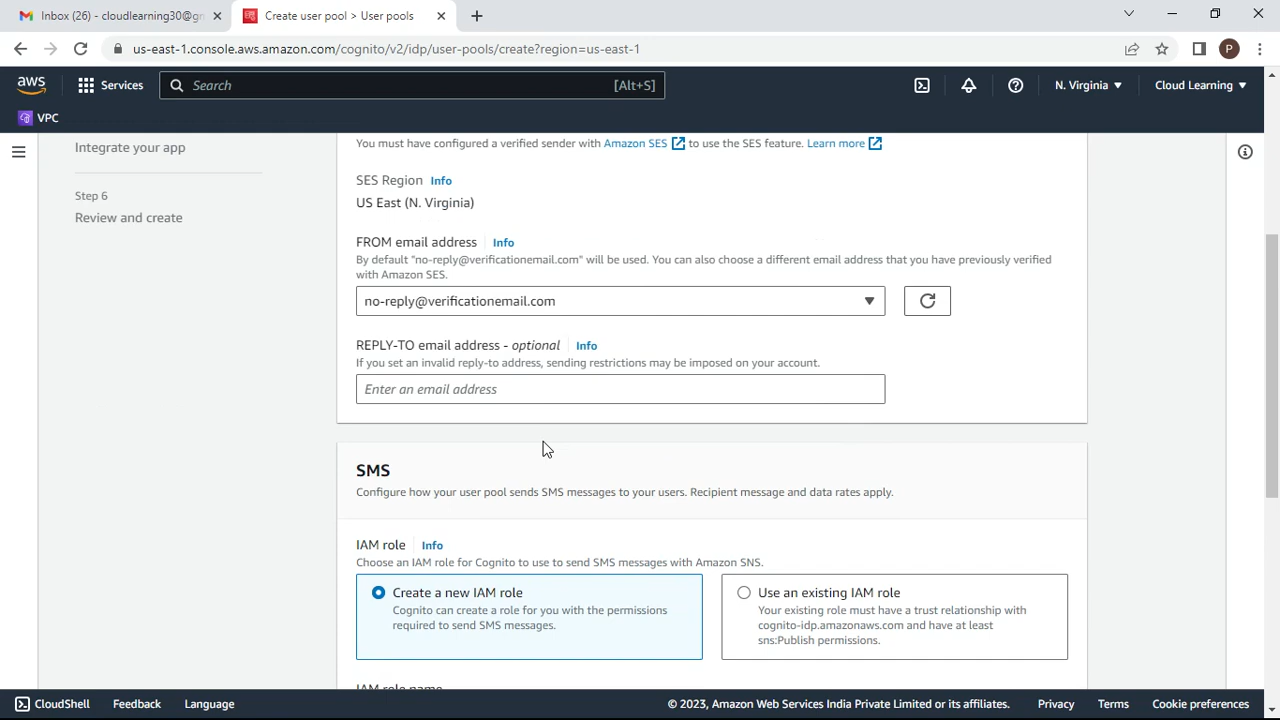 Inbox (26) - cloudlearning30@gm
Create user pool > User pools
us-east-1.console.aws.amazon.com/cognito/v2/idp/user-pools/create?region=us-east-1
P
aws
Services
Search
[Alt+S]
N. Virginia
Cloud Learning
VPC
Integrate your app
You must have configured a verified sender with Amazon SES to use the SES feature. Learn more
Step 6
Review and create
SES Region Info
US East (N. Virginia)
FROM email address Info
By default "no-reply@verificationemail.com" will be used. You can also choose a different email address that you have previously verified
with Amazon SES.
no-reply@verificationemail.com
REPLY-TO email address - optional Info
If you set an invalid reply-to address, sending restrictions may be imposed on your account.
Enter an email address
SMS
Configure how your user pool sends SMS messages to your users. Recipient message and data rates apply.
IAM role Info
Choose an IAM role for Cognito to use to send SMS messages with Amazon SNS.
Create a new IAM role
Cognito can create a role for you with the permissions
required to send SMS messages.
Use an existing IAM role
Your existing role must have a trust relationship with
cognito-idp.amazonaws.com and have at least
sns:Publish permissions.
IAM role name
CloudShell
Feedback
Language
© 2023, Amazon Web Services India Private Limited or its affiliates.
Privacy
Terms
Cookie preferences